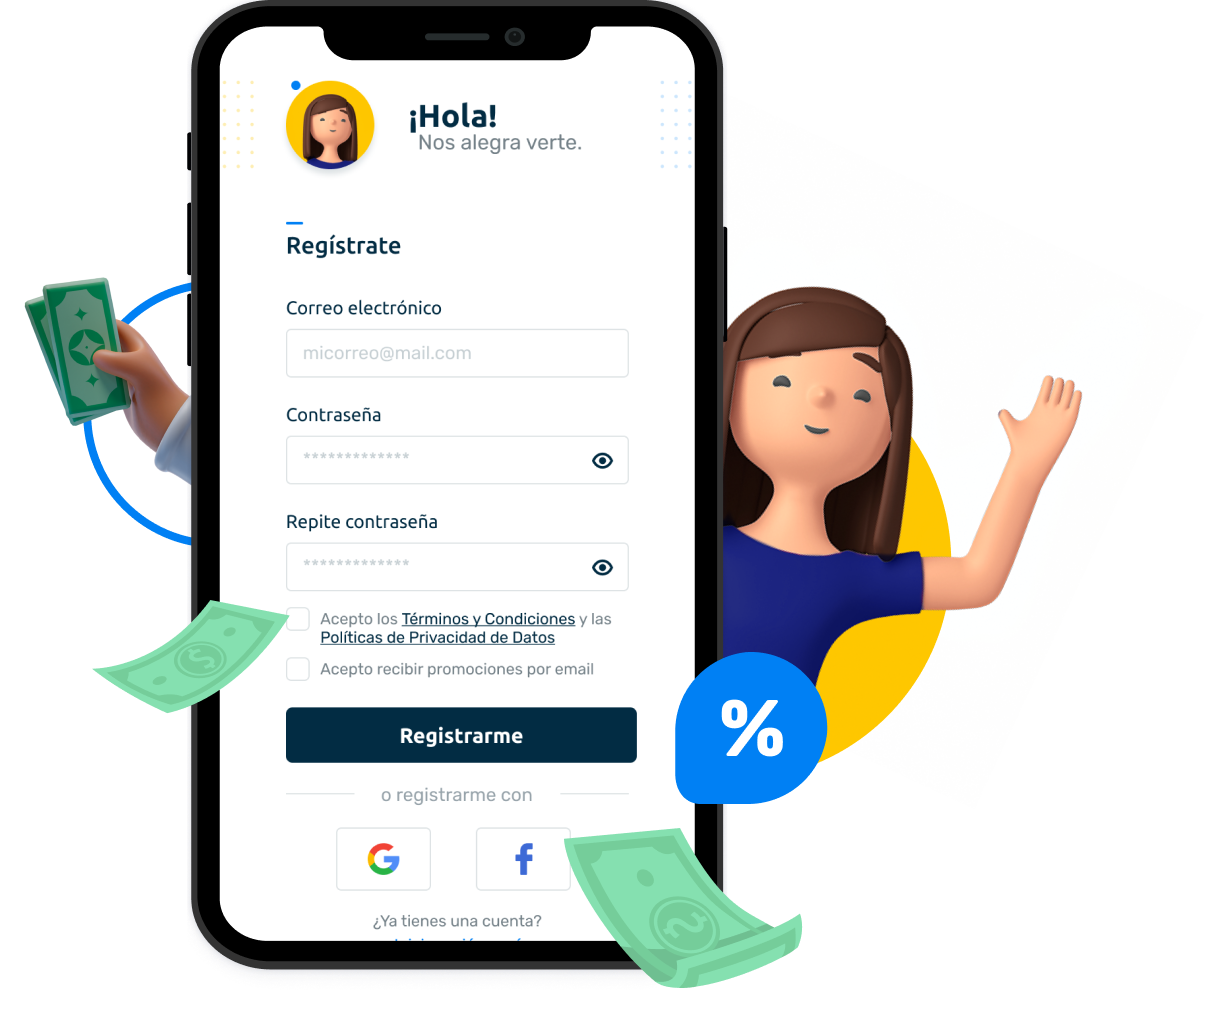 ¡Hola!
Nos alegra verte.
Regístrate
Correo electrónico
micorreo@mail.com
Contraseña
*************
Repite contraseña
*************
Acepto los Términos y Condiciones y las
Políticas de Privacidad de Datos
Acepto recibir promociones por email
Registrarme
%
o registrarme con
G
f
¿Ya tienes una cuenta?